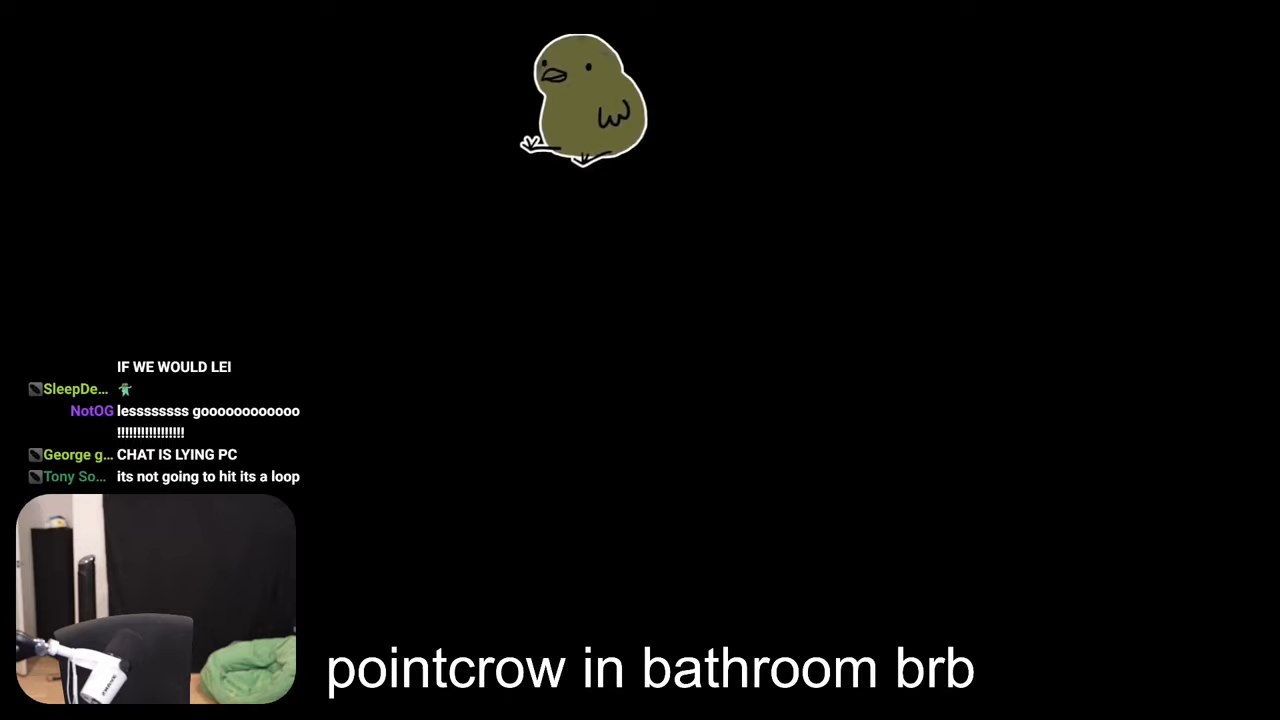 IF WE WOULD LEI
SleepDe...
NotOG lessssssss goooooooooooo
!!!!!!!!!!!!!!!!!
George g... CHAT IS LYING PC
Tony So... its not going to hit its a loop
pointcrow in bathroom brb